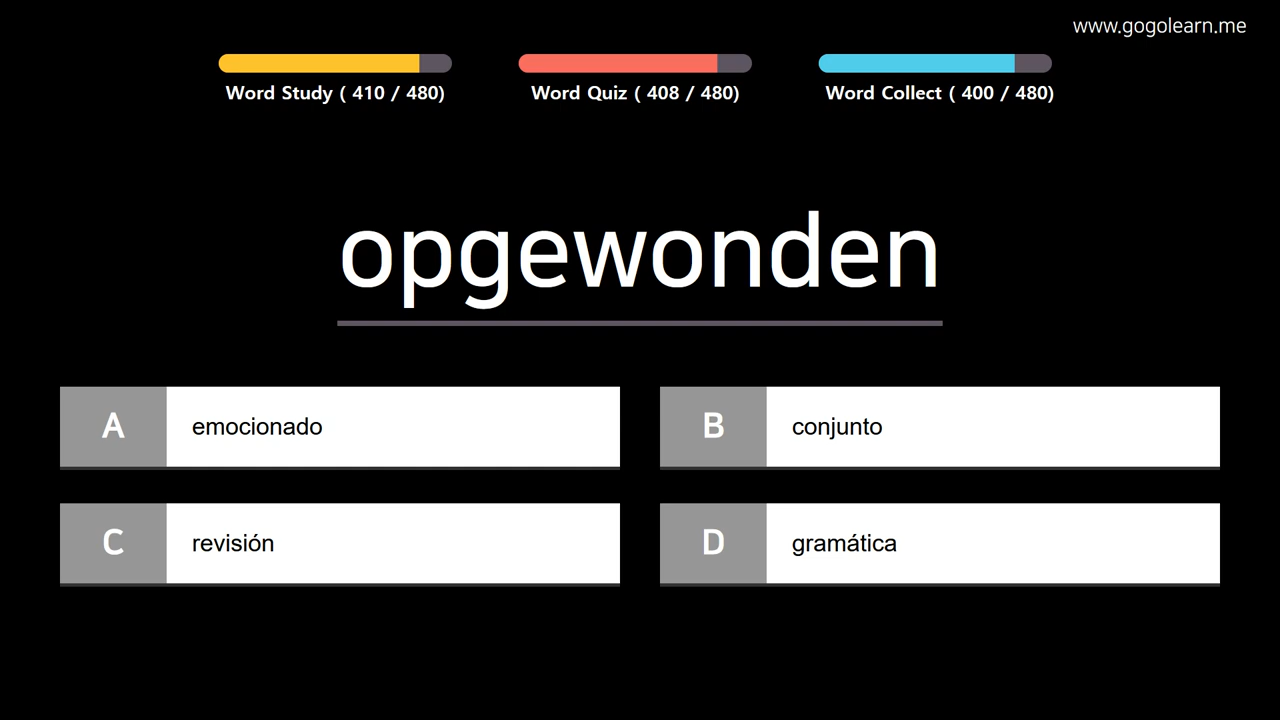 www.gogolearn.me
Word Study ( 410 / 480)
Word Quiz ( 408 / 480)
Word Collect ( 400 / 480)
opgewonden
A emocionado
B conjunto
C revisión
D gramática